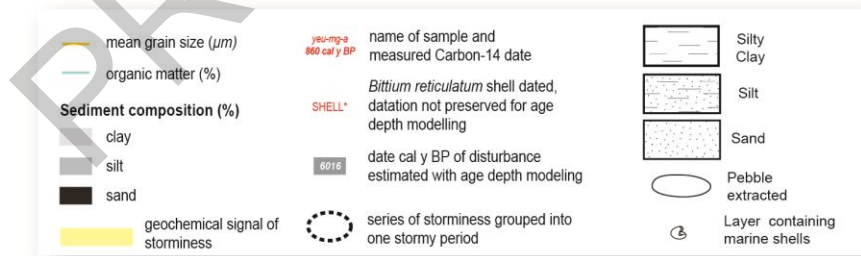 mean grain size (µm)
organic matter (%)
Sediment composition (%)
clay
silt
sand
geochemical signal of
storminess
yeu-mg-a
860 cal y BP
name of sample and
measured Carbon-14 date
SHELL*
Bittium reticulatum shell dated,
datation not preserved for age
depth modelling
6016
date cal y BP of disturbance
estimated with age depth modeling
series of storminess grouped into
one stormy period
Silty
Clay
Silt
Sand
Pebble
extracted
Layer containing
marine shells